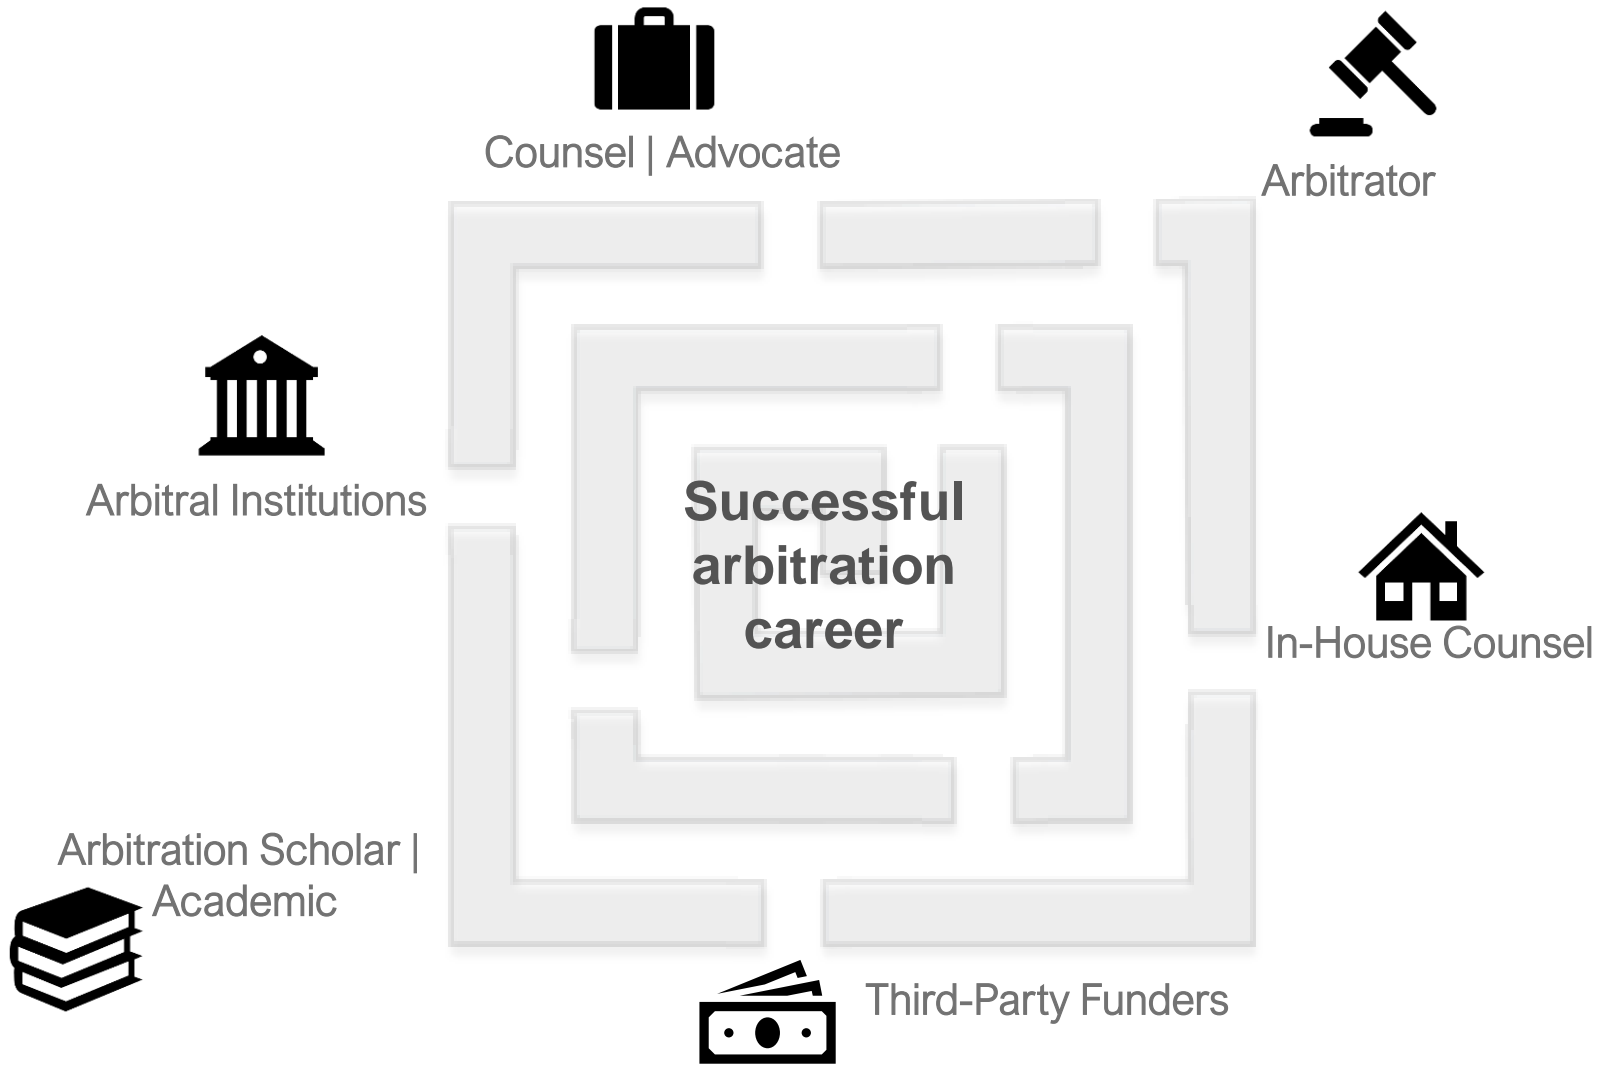 Counsel | Advocate
Arbitrator
Arbitral Institutions
Successful
arbitration
career
In-House Counsel
Arbitration Scholar |
Academic
Third-Party Funders